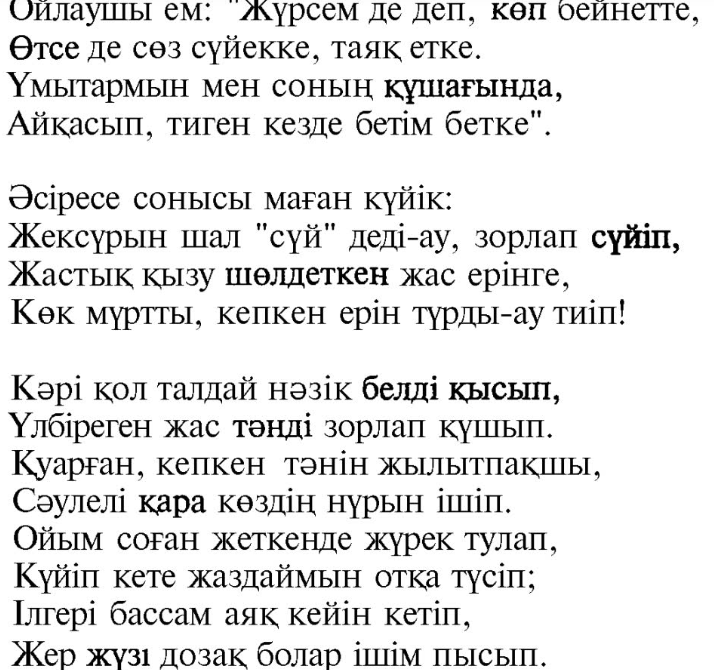 Ойлаушы ем: "Жүрсем де деп, көп бейнетте,
Өтсе де сөз сүйекке, таяқ етке.
Ұмытармын мен соның құшағында,
Айқасып, тиген кезде бетім бетке".
Әсіресе сонысы маған күйік:
Жексұрын шал "сүй" деді-ау, зорлап сүйіп,
Жастық қызу шөлдеткен жас ерінге,
Көк мұртты, кепкен ерін тұрды-ау тиіп!
Кәрі қол талдай нәзік белді қысып,
Үлбіреген жас тәнді зорлап құшып.
Қуарған, кепкен тәнін жылытпақшы,
Сәулелі қара көздің нұрын ішіп.
Ойым соған жеткенде жүрек тулап,
Күйіп кете жаздаймын отқа түсіп;
Ілгері бассам аяқ кейін кетіп,
Жер жүзі дозақ болар ішім пысып.